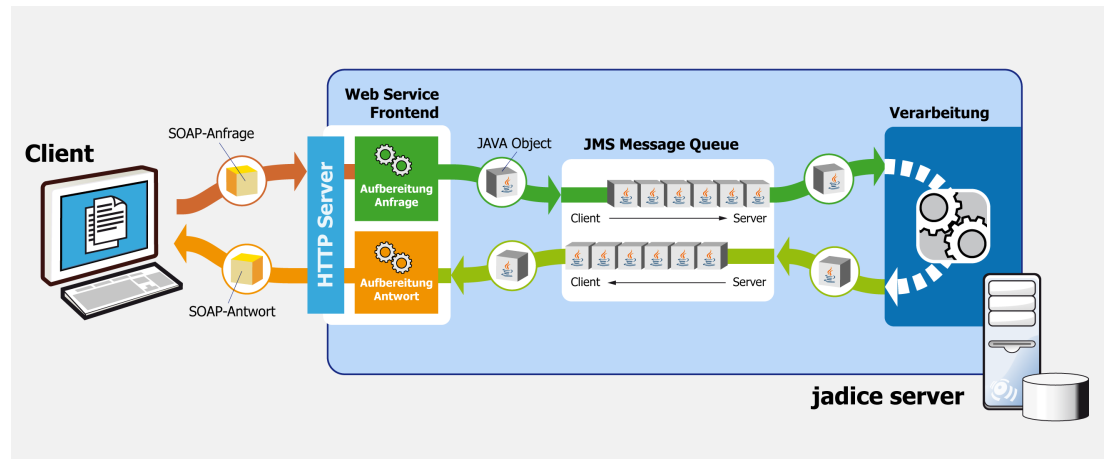 Web Service
Frontend
Verarbeitung
SOAP-Anfrage
JAVA Object
JMS Message Queue
Client
HTTP Server
Aufbereitung
Anfrage
Client
Server
Aufbereitung
Antwort
Client
Server
SOAP-Antwort
jadice server